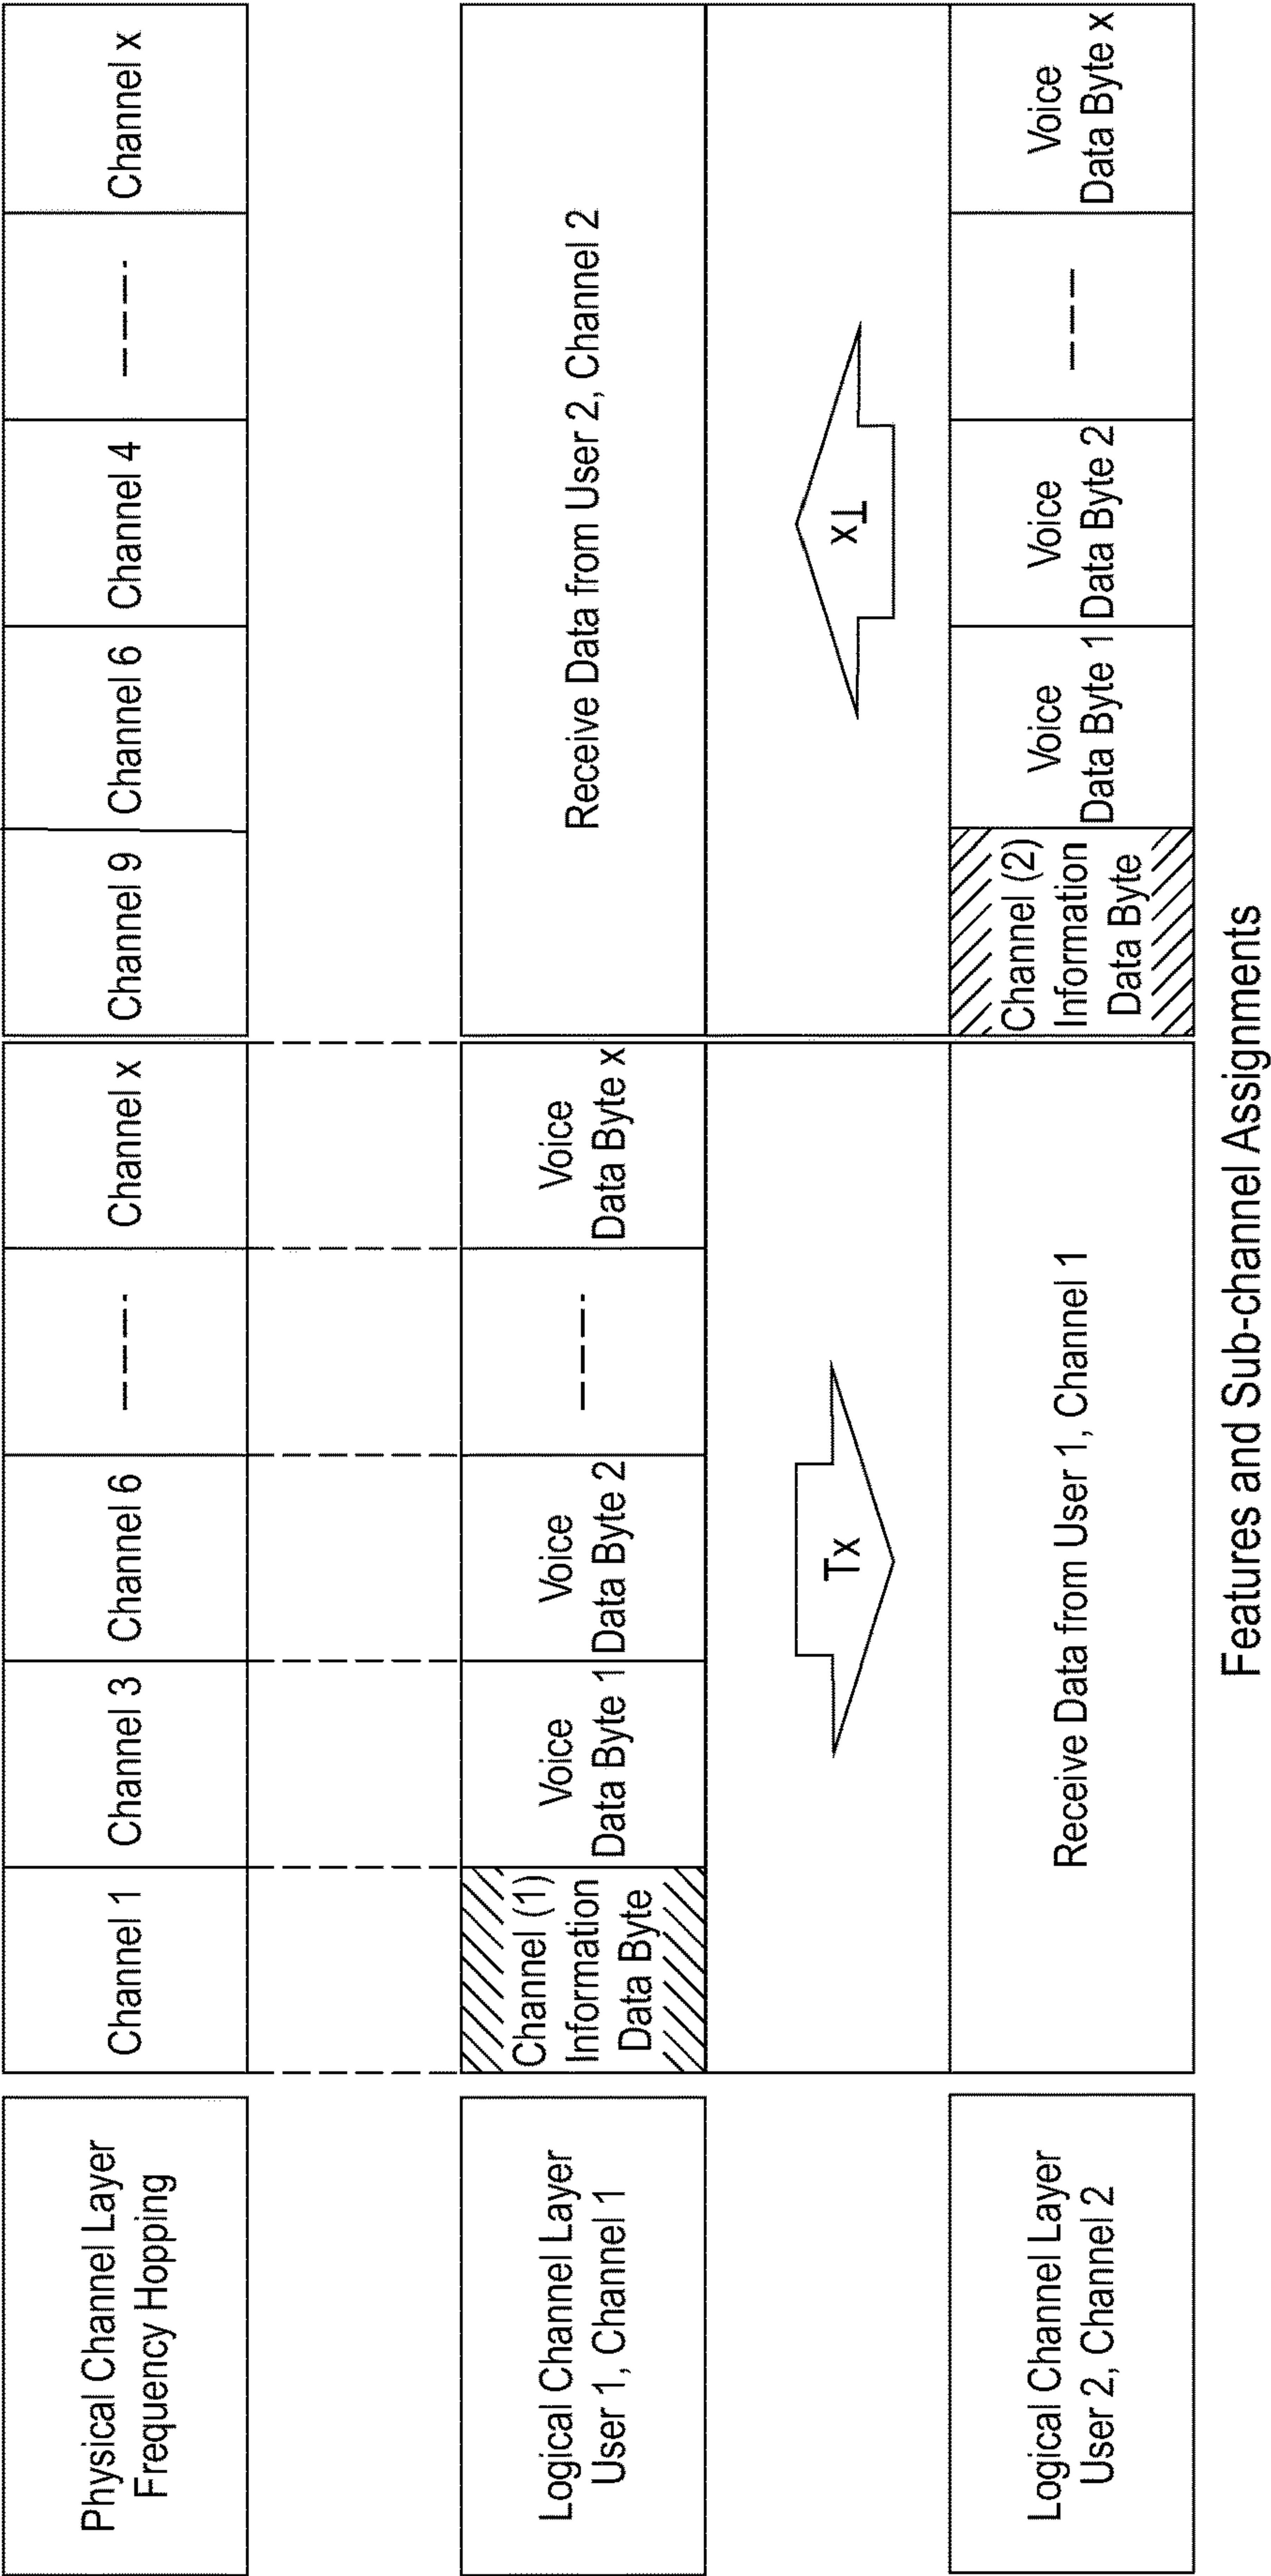 Physical Channel Layer
Frequency Hopping
Channel 1
Channel 3
Channel 6
Channel x
Channel 9
Channel 6
Channel 4
Channel x
Logical Channel Layer
User 1, Channel 1
Channel (1)
Information
Data Byte
Voice
Data Byte 1
Voice
Data Byte 2
Voice
Data Byte x
Receive Data from User 2, Channel 2
Tx
Tx
Logical Channel Layer
User 2, Channel 2
Receive Data from User 1, Channel 1
Channel (2)
Information
Data Byte
Voice
Data Byte 1
Voice
Data Byte 2
Voice
Data Byte x
Features and Sub-channel Assignments